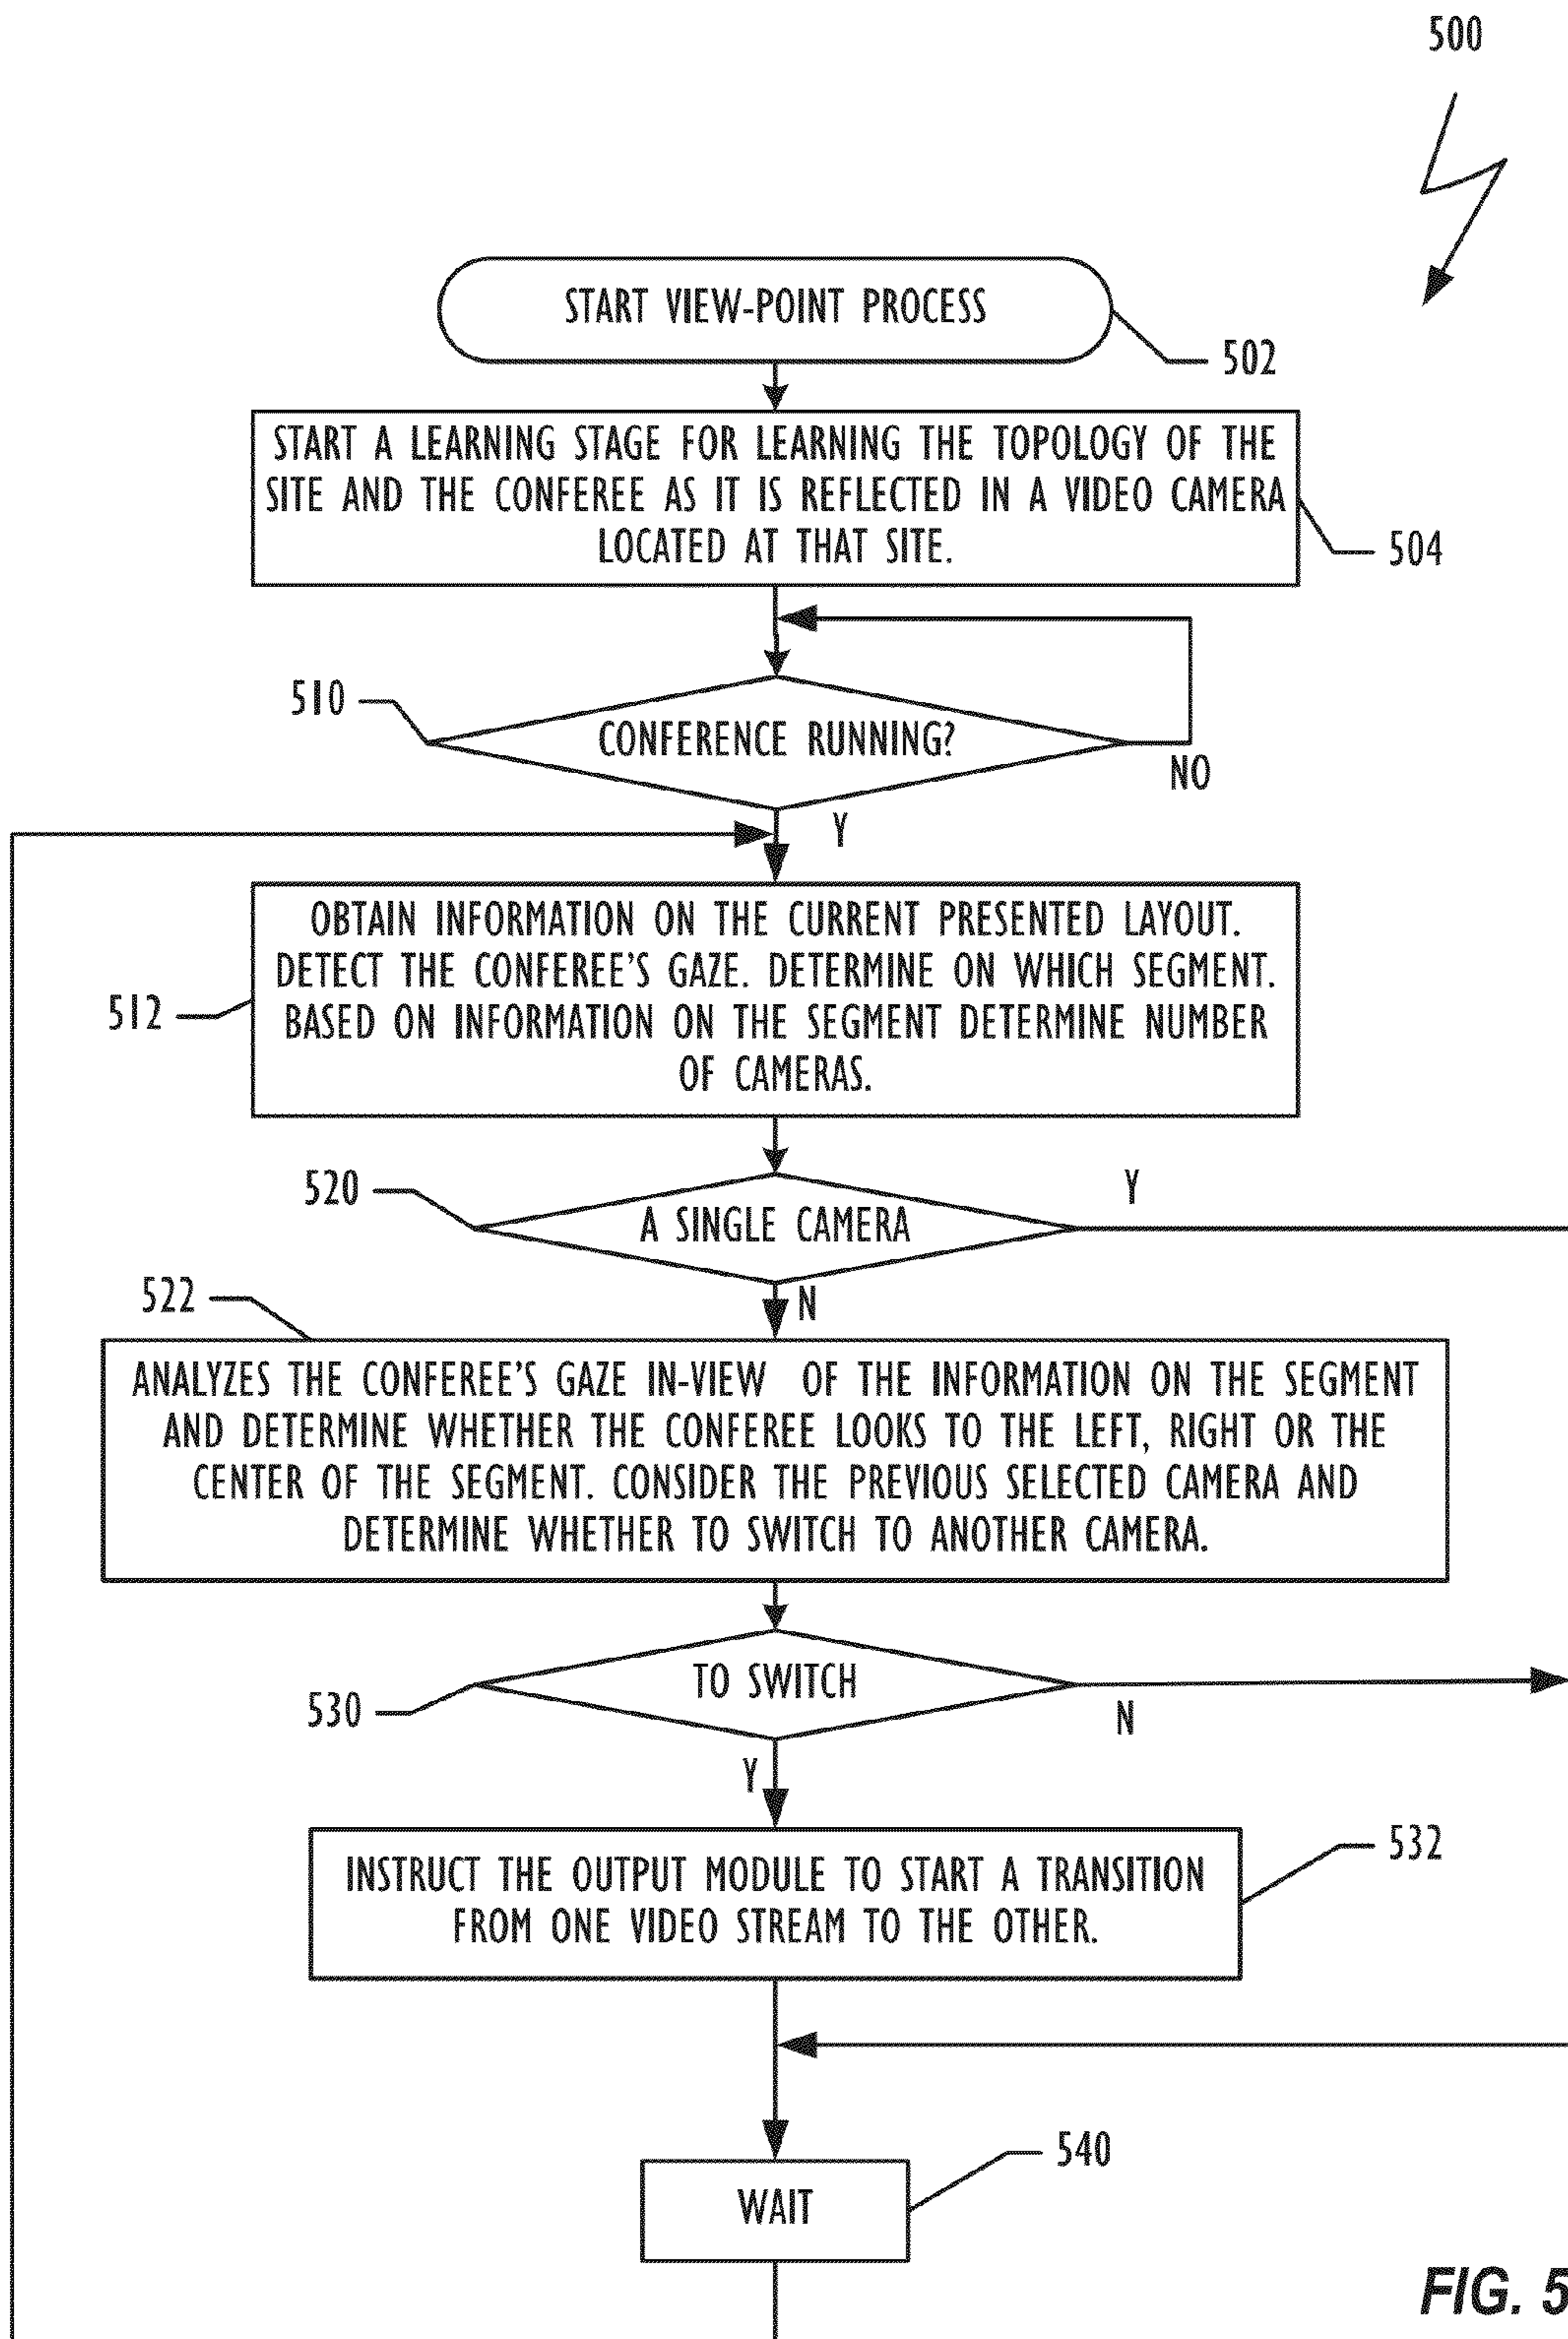 500
START VIEW-POINT PROCESS
502
START A LEARNING STAGE FOR LEARNING THE TOPOLOGY OF THE
SITE AND THE CONFEREE AS IT IS REFLECTED IN A VIDEO CAMERA
LOCATED AT THAT SITE.
504
510
CONFERENCE RUNNING?
NO
Y
OBTAIN INFORMATION ON THE CURRENT PRESENTED LAYOUT.
DETECT THE CONFEREE'S GAZE. DETERMINE ON WHICH SEGMENT.
BASED ON INFORMATION ON THE SEGMENT DETERMINE NUMBER
OF CAMERAS.
512
520
A SINGLE CAMERA
Y
N
522
ANALYZES THE CONFEREE'S GAZE IN-VIEW OF THE INFORMATION ON THE SEGMENT
AND DETERMINE WHETHER THE CONFEREE LOOKS TO THE LEFT, RIGHT OR THE
CENTER OF THE SEGMENT. CONSIDER THE PREVIOUS SELECTED CAMERA AND
DETERMINE WHETHER TO SWITCH TO ANOTHER CAMERA.
TO SWITCH
530
N
Y
532
INSTRUCT THE OUTPUT MODULE TO START A TRANSITION
FROM ONE VIDEO STREAM TO THE OTHER.
540
WAIT
FIG. 5